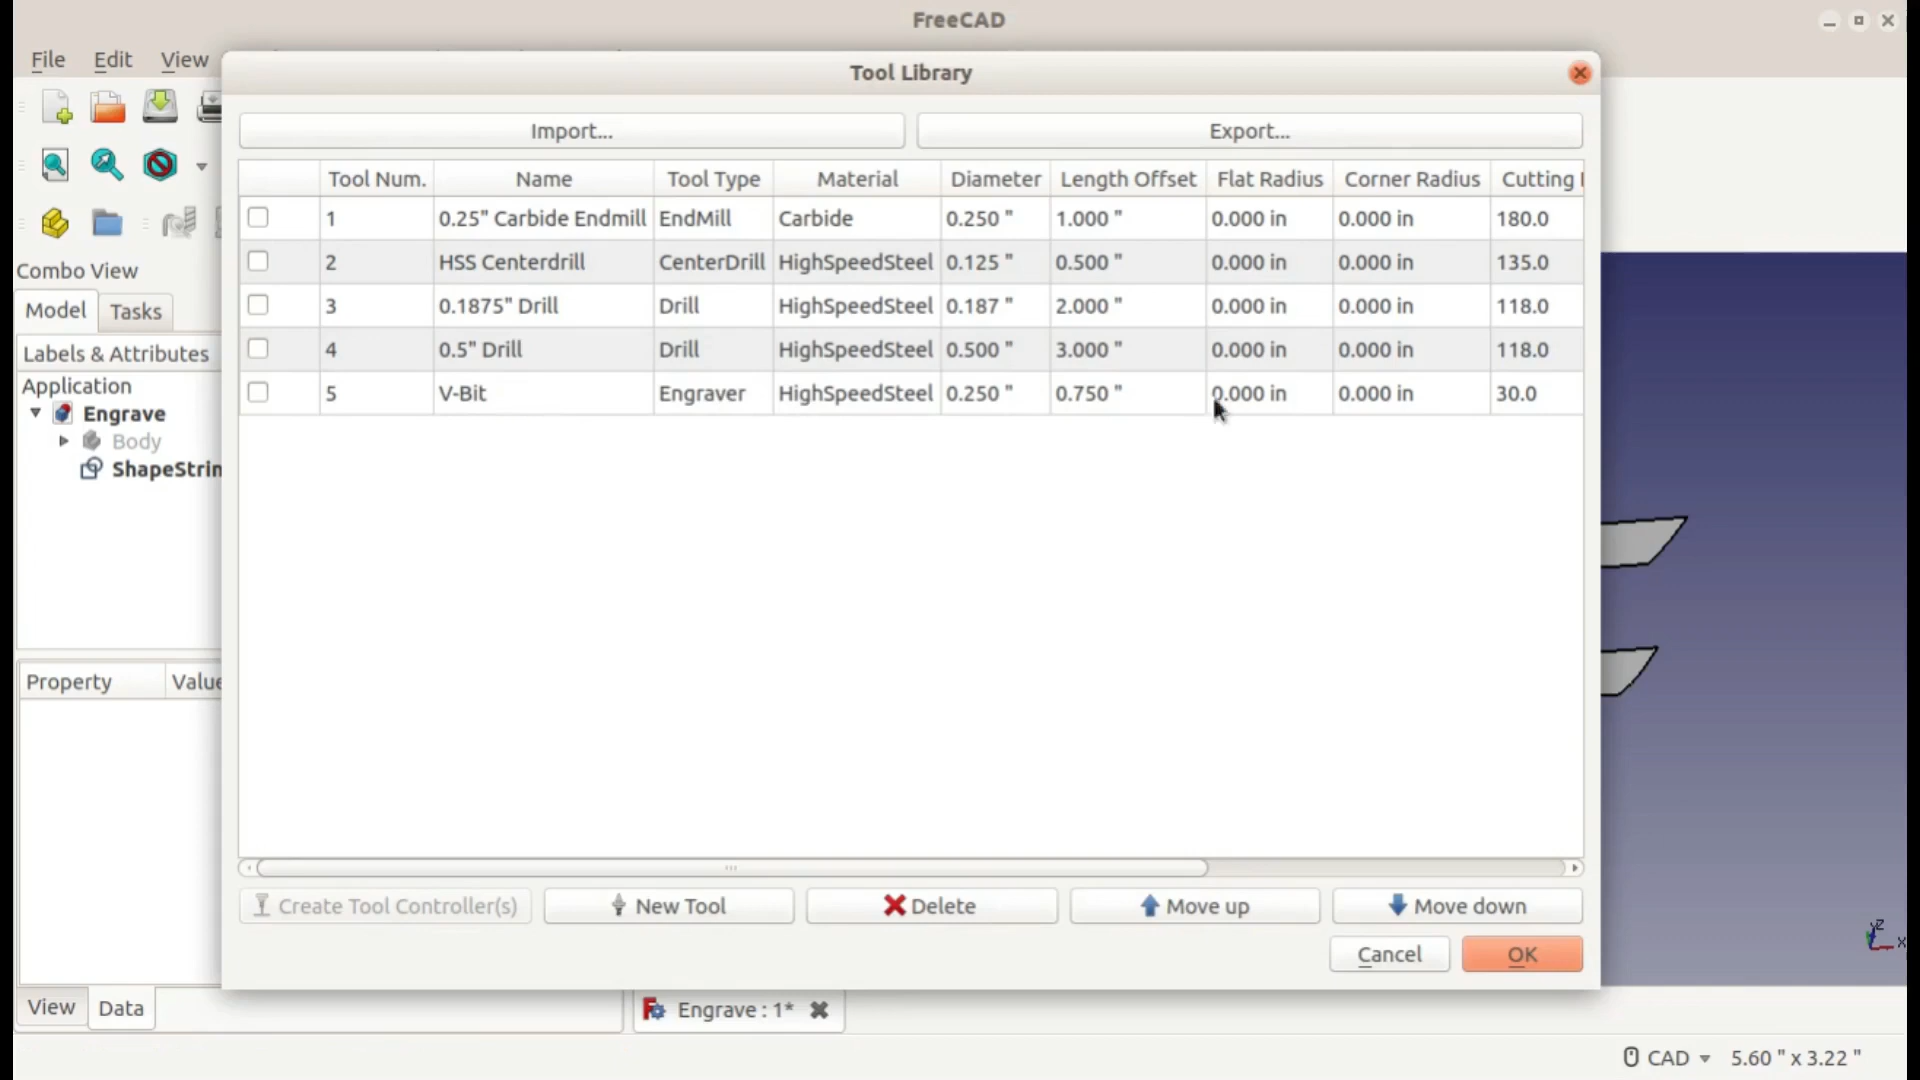 FreeCAD
File Edit View
Tool Library
Import... Export...
Tool Num. Name Tool Type Material Diameter Length Offset Flat Radius Corner Radius Cutting
1 0.25" Carbide Endmill EndMill Carbide 0.250 " 1.000 " 0.000 in 0.000 in 180.0
2 HSS Centerdrill CenterDrill HighSpeedSteel 0.125 " 0.500 " 0.000 in 0.000 in 135.0
3 0.1875" Drill Drill HighSpeedSteel 0.187 " 2.000 " 0.000 in 0.000 in 118.0
4 0.5" Drill Drill HighSpeedSteel 0.500 " 3.000 " 0.000 in 0.000 in 118.0
5 V-Bit Engraver HighSpeedSteel 0.250 " 0.750 " 0.000 in 0.000 in 30.0
Combo View
Model Tasks
Labels & Attributes
Application
Engrave
Body
ShapeStrin
Property Value
Create Tool Controller(s) New Tool Delete Move up Move down
Cancel OK
View Data
Engrave : 1*
Z
X
CAD 5.60 " x 3.22 "